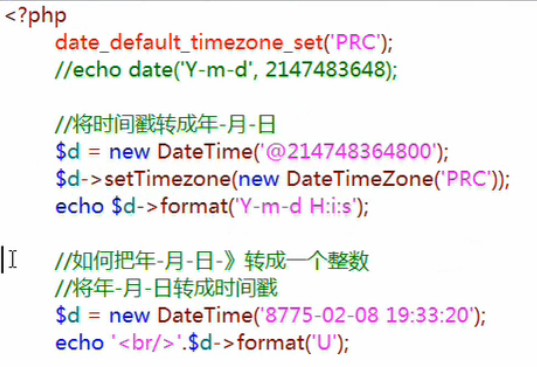 <?php
date_default_timezone_set('PRC');
//echo date('Y-m-d', 2147483648);
//将时间戳转成年-月-日
$d = new DateTime('@214748364800');
$d->setTimezone(new DateTimeZone('PRC'));
echo $d->format('Y-m-d H:i:s');
//如何把年-月-日-》转成一个整数
//将年-月-日转成时间戳
$d = new DateTime('8775-02-08 19:33:20');
echo '<br/>'.$d->format('U');